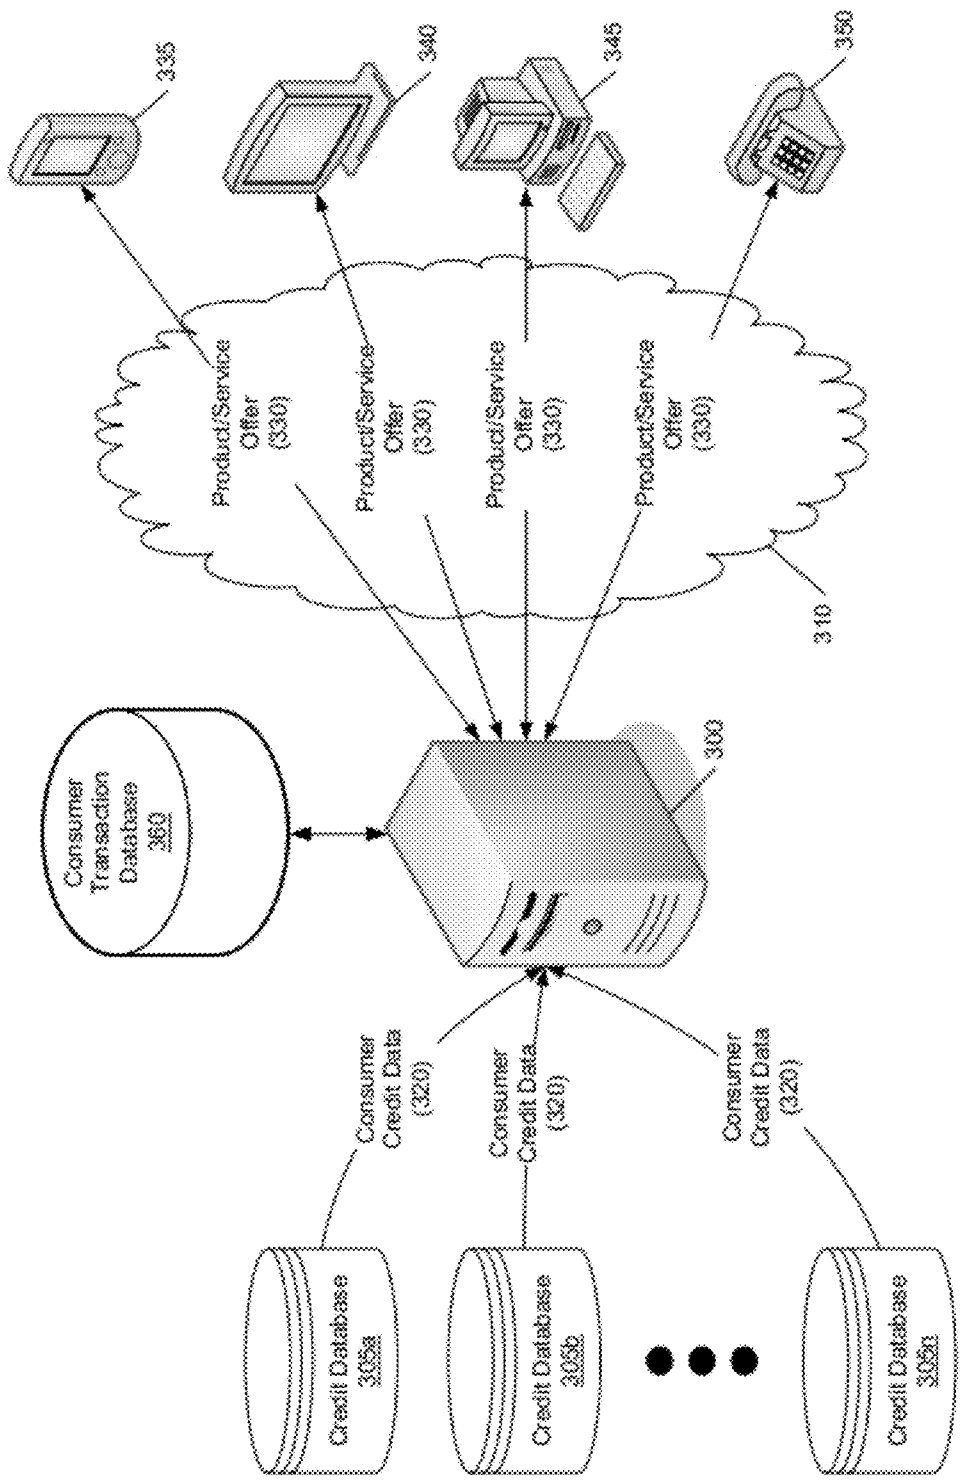 Credit Database
305a
Credit Database
305b
Credit Database
305n
Consumer
Credit Data
(320)
Consumer
Credit Data
(320)
Consumer
Credit Data
(320)
Consumer
Transaction
Database
360
300
310
Product/Service
Offer
(330)
Product/Service
Offer
(330)
Product/Service
Offer
(330)
Product/Service
Offer
(330)
335
340
345
350